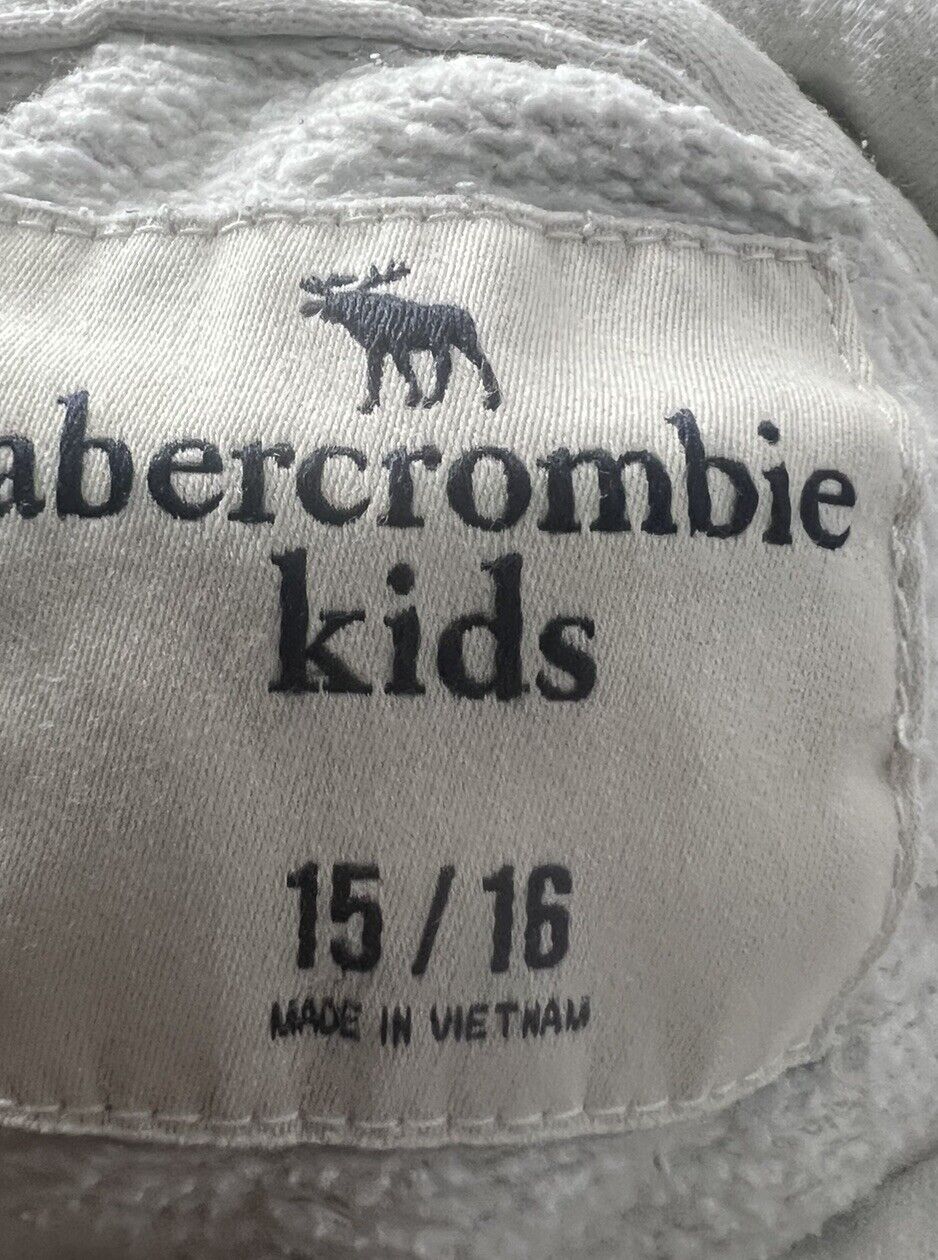 abercrombie
kids
15 / 16
MADE IN VIETNAM